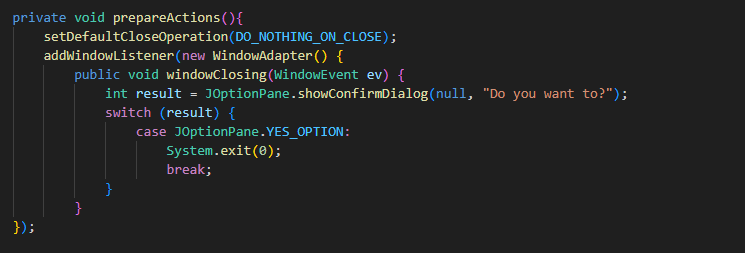 private void prepareActions(){
    setDefaultCloseOperation(DO_NOTHING_ON_CLOSE);
    addWindowListener(new WindowAdapter() {
        public void windowClosing(WindowEvent ev) {
            int result = JOptionPane.showConfirmDialog(null, "Do you want to?");
            switch (result) {
                case JOptionPane.YES_OPTION:
                    System.exit(0);
                    break;
            }
        }
});